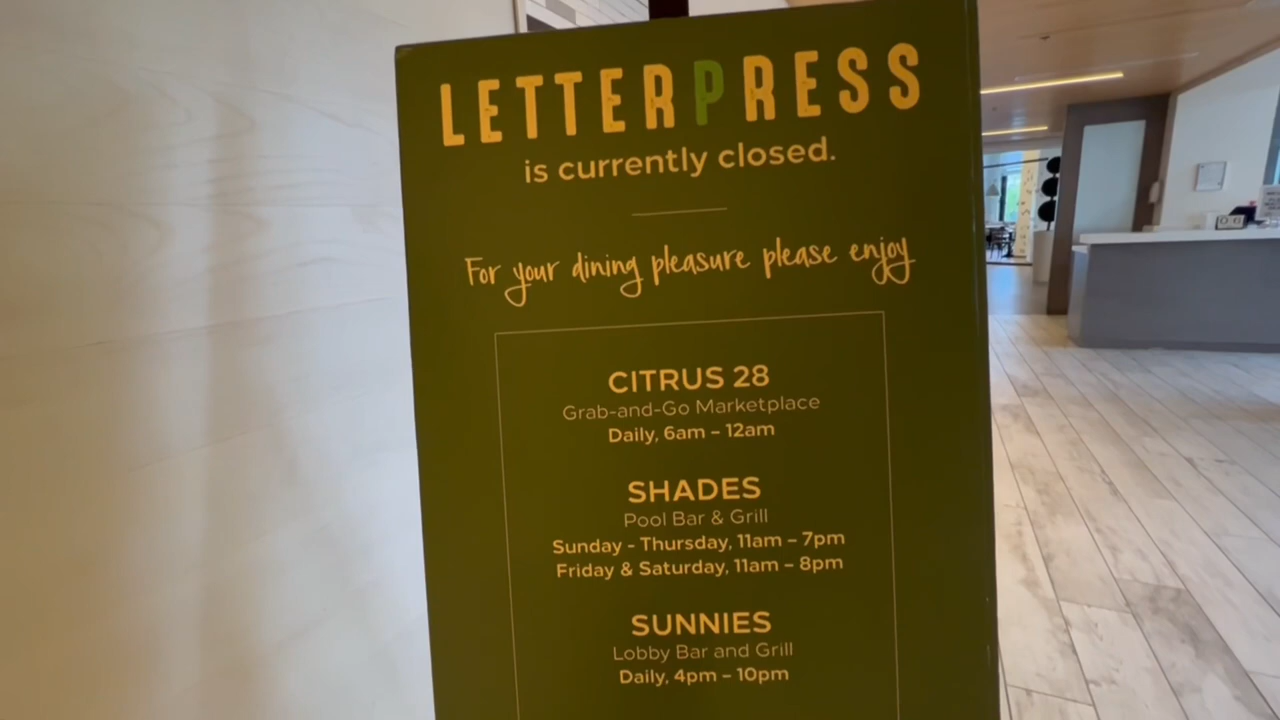 LETTERPRESS
is currently closed.
For your dining pleasure please enjoy
CITRUS 28
Grab-and-Go Marketplace
Daily, 6am – 12am
SHADES
Pool Bar & Grill
Sunday - Thursday, 11am – 7pm
Friday & Saturday, 11am – 8pm
SUNNIES
Lobby Bar and Grill
Daily, 4pm – 10pm